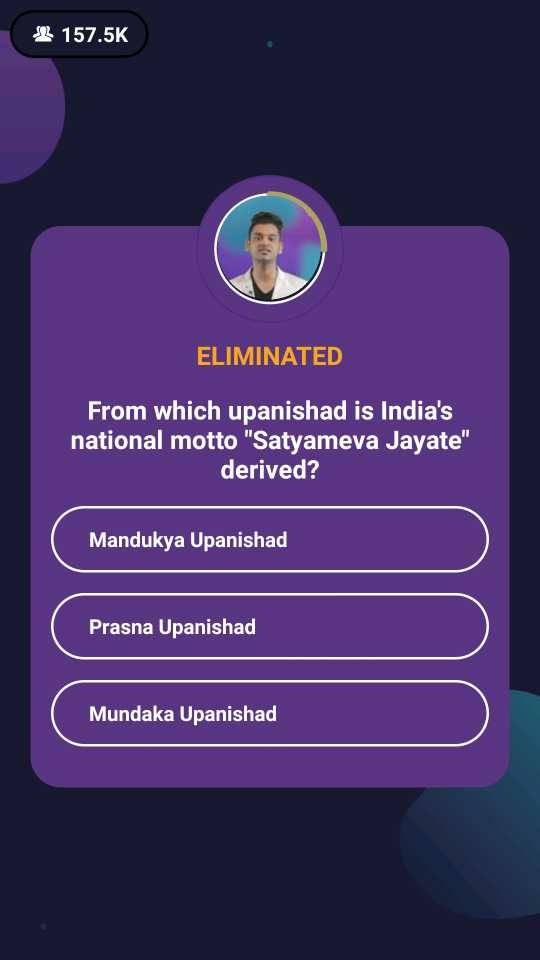 157.5K
ELIMINATED
From which upanishad is India's
national motto "Satyameva Jayate"
derived?
Mandukya Upanishad
Prasna Upanishad
Mundaka Upanishad